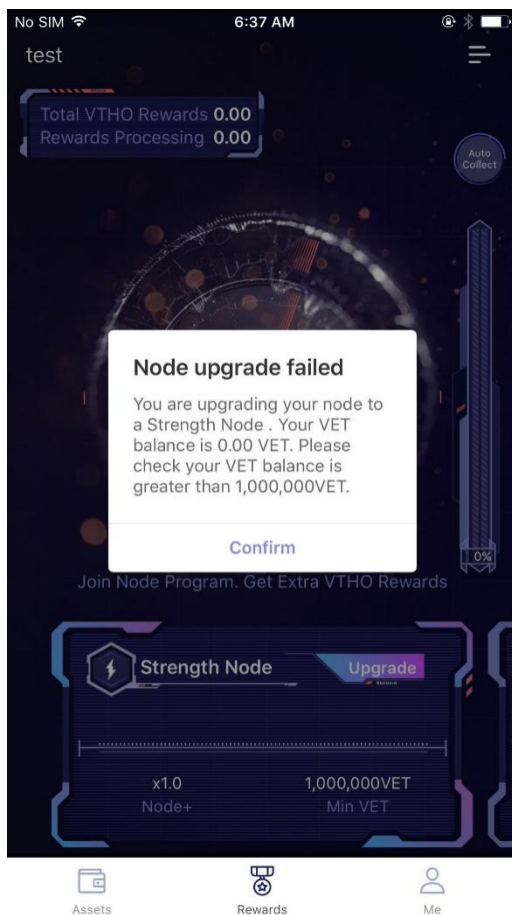 No SIM 6:37 AM
test
Total VTHO Rewards 0.00
Rewards Processing 0.00
Auto
Collect
Node upgrade failed
You are upgrading your node to
a Strength Node . Your VET
balance is 0.00 VET. Please
check your VET balance is
greater than 1,000,000VET.
Confirm
0%
Join Node Program. Get Extra VTHO Rewards
Strength Node Upgrade
x1.0 1,000,000VET
Node+ Min VET
Assets Rewards Me